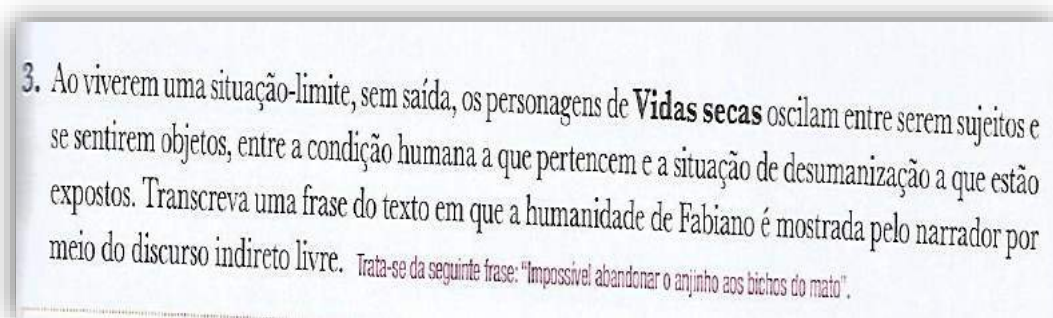 3. Ao viverem uma situação-limite, sem saída, os personagens de Vidas secas oscilam entre serem sujeitos e
se sentirem objetos, entre a condição humana a que pertencem e a situação de desumanização a que estão
expostos. Transcreva uma frase do texto em que a humanidade de Fabiano é mostrada pelo narrador por
meio do discurso indireto livre. Trata-se da seguinte frase: “Impossível abandonar o anjinho aos bichos do mato”.